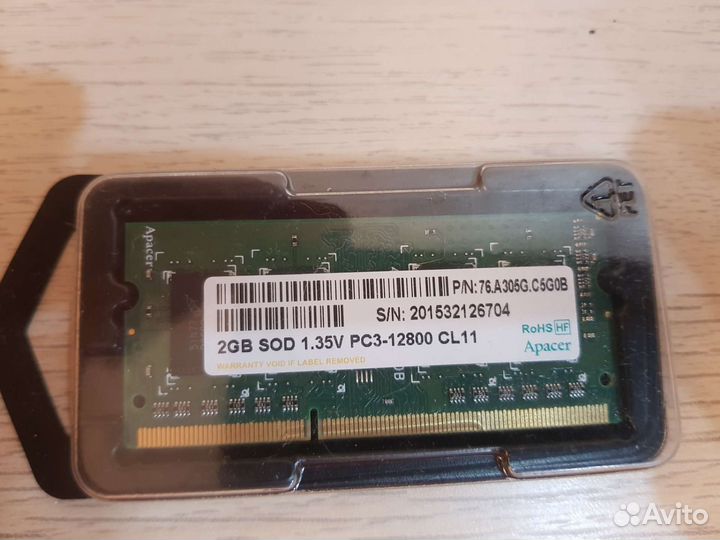 Apacer
P/N: 76.A305G.C5G0B
S/N: 201532126704
2GB SOD 1.35V PC3-12800 CL11
WARRANTY VOID IF LABEL REMOVED
RoHS HF
Apacer
Avito